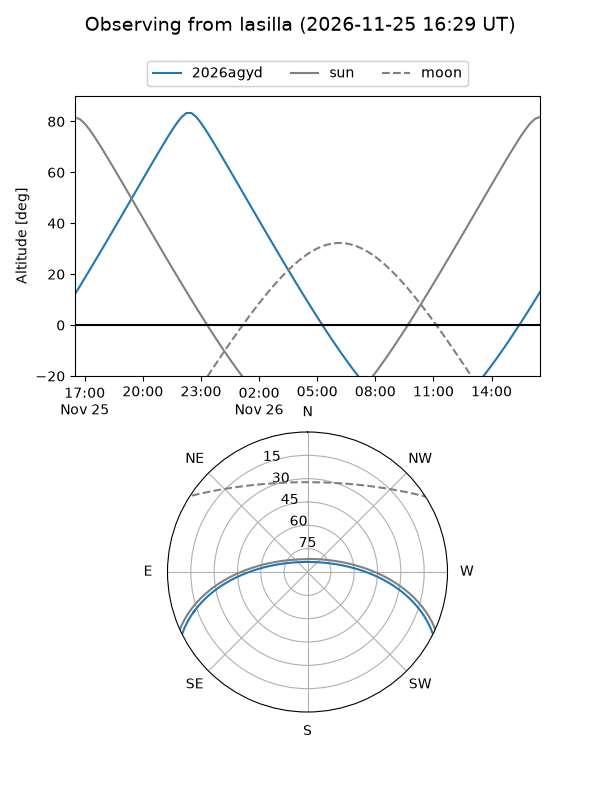 Observing from lasilla (2026-11-25 16:29 UT)
2026agyd sun moon
Altitude [deg]
80
60
40
20
0
−20
17:00 20:00 23:00 02:00 05:00 08:00 11:00 14:00
Nov 25 Nov 26
N
NE NW
15
30
45
60
75
E W
SE SW
S